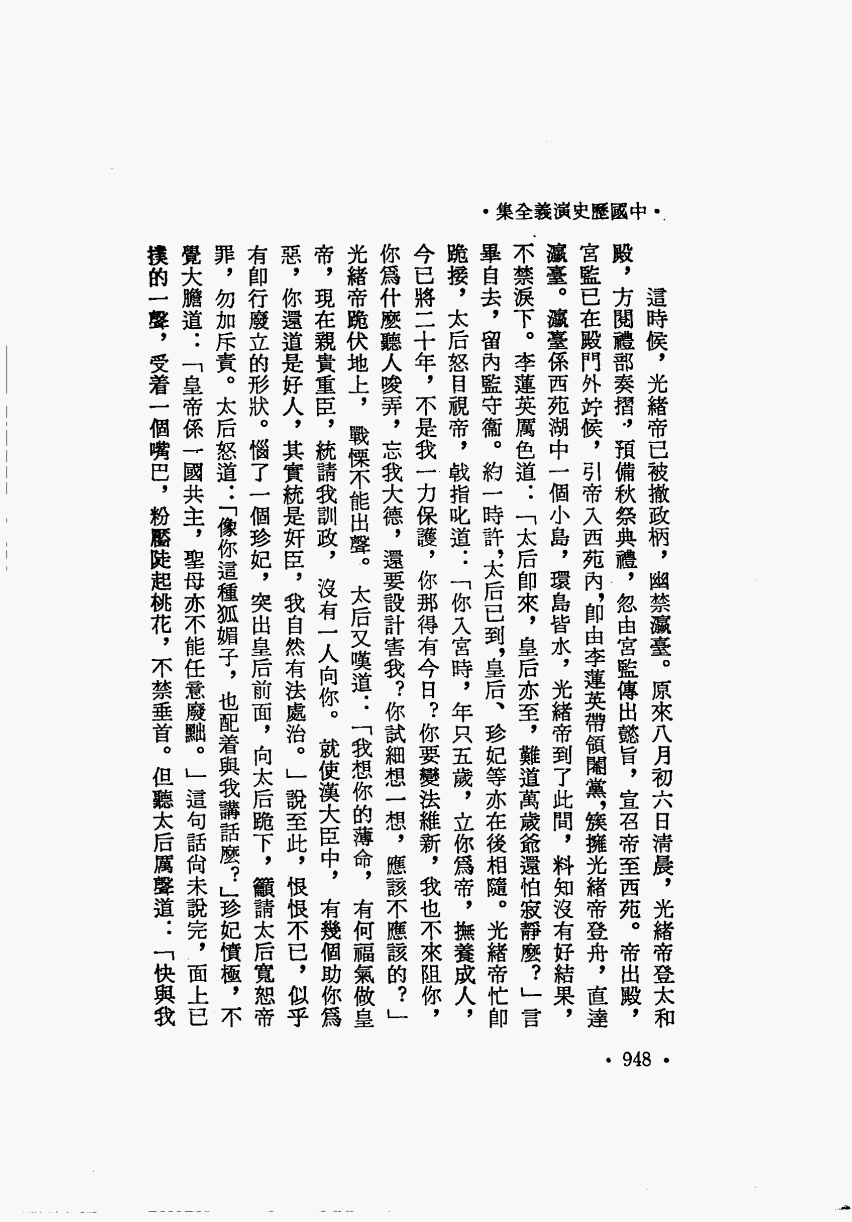 •中國歷史演義全集•
這時候，光緒帝已被撤政柄，幽禁瀛臺。原來八月初六日清晨，光緒帝登太和
殿，方閱禮部奏摺，預備秋祭典禮，忽由宮監傳出懿旨，宣召帝至西苑。帝出殿，
宮監已在殿門外竚候，引帝入西苑內，卽由李蓮英帶領閹黨，簇擁光緒帝登舟，直達
瀛臺。瀛臺係西苑湖中一個小島，環島皆水，光緒帝到了此間，料知沒有好結果，
不禁淚下。李蓮英厲色道：「太后卽來，皇后亦至，難道萬歲爺還怕寂靜麼？」言
畢自去，留內監守衞。約一時許，太后已到，皇后、珍妃等亦在後相隨。光緒帝忙卽
跪接，太后怒目視帝，戟指叱道：「你入宮時，年只五歲，立你爲帝，撫養成人，
今已將二十年，不是我一力保護，你那得有今日？你要變法維新，我也不來阻你，
你爲什麼聽人唆弄，忘我大德，還要設計害我？你試細想一想，應該不應該的？」
光緒帝跪伏地上，戰慄不能出聲。太后又嘆道：「我想你的薄命，有何福氣做皇
帝，現在親貴重臣，統請我訓政，沒有一人向你。就使漢大臣中，有幾個助你爲
惡，你還道是好人，其實統是奸臣，我自然有法處治。」說至此，恨恨不已，似乎
有卽行廢立的形狀。惱了一個珍妃，突出皇后前面，向太后跪下，籲請太后寬恕帝
罪，勿加斥責。太后怒道：「像你這種狐媚子，也配着與我講話麼？」珍妃憤極，不
覺大膽道：「皇帝係一國共主，聖母亦不能任意廢黜。」這句話尙未說完，面上已
撲的一聲，受着一個嘴巴，粉靨陡起桃花，不禁垂首。但聽太后厲聲道：「快與我
• 948 •